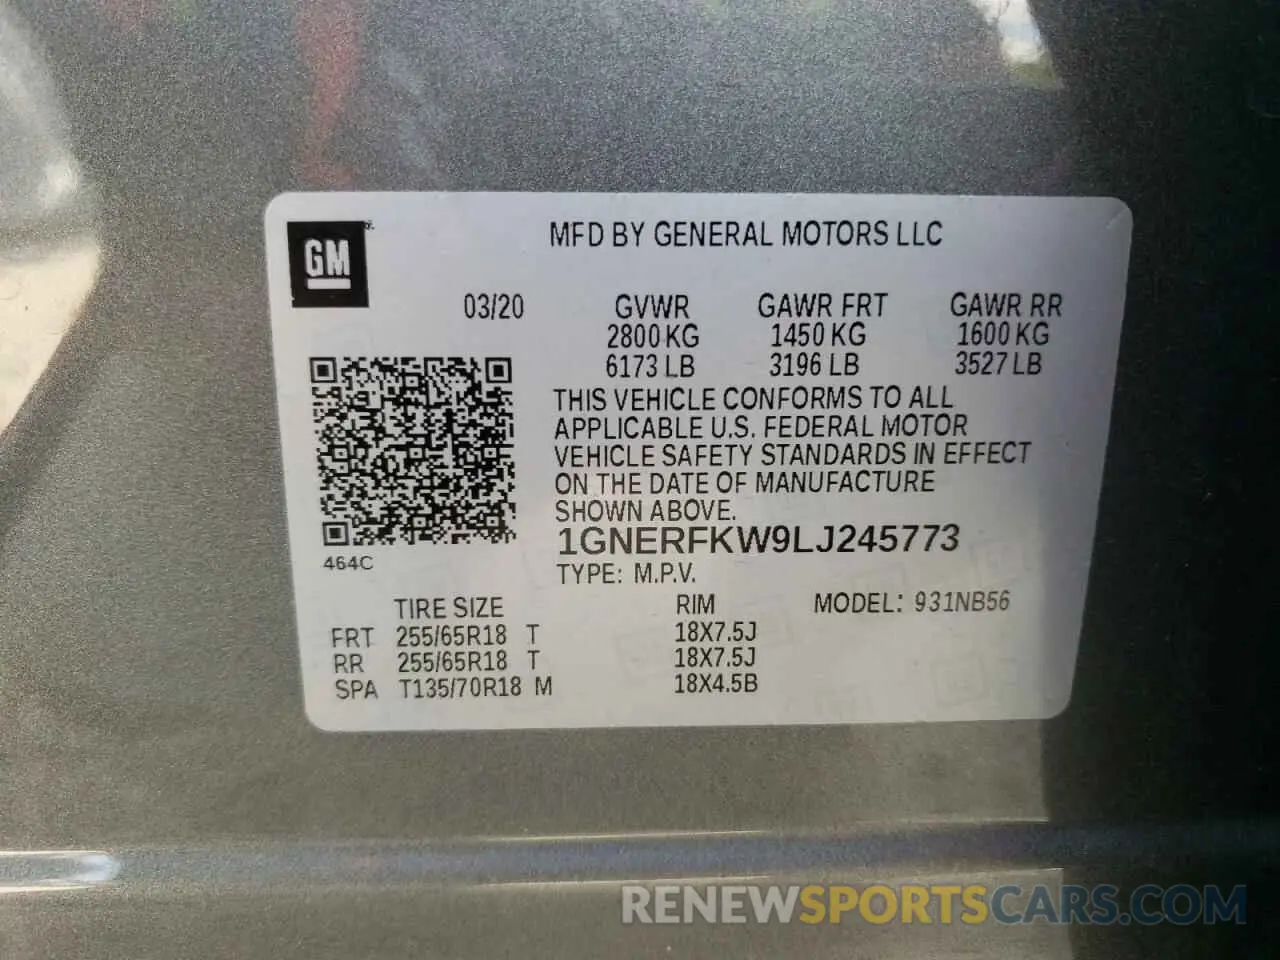 GM
MFD BY GENERAL MOTORS LLC
03/20 GVWR GAWR FRT GAWR RR
2800 KG 1450 KG 1600 KG
6173 LB 3196 LB 3527 LB
THIS VEHICLE CONFORMS TO ALL
APPLICABLE U.S. FEDERAL MOTOR
VEHICLE SAFETY STANDARDS IN EFFECT
ON THE DATE OF MANUFACTURE
SHOWN ABOVE.
1GNERFKW9LJ245773
464C
TYPE: M.P.V.
TIRE SIZE RIM MODEL: 931NB56
FRT 255/65R18 T 18X7.5J
RR 255/65R18 T 18X7.5J
SPA T135/70R18 M 18X4.5B
RENEWSPORTSCARS.COM